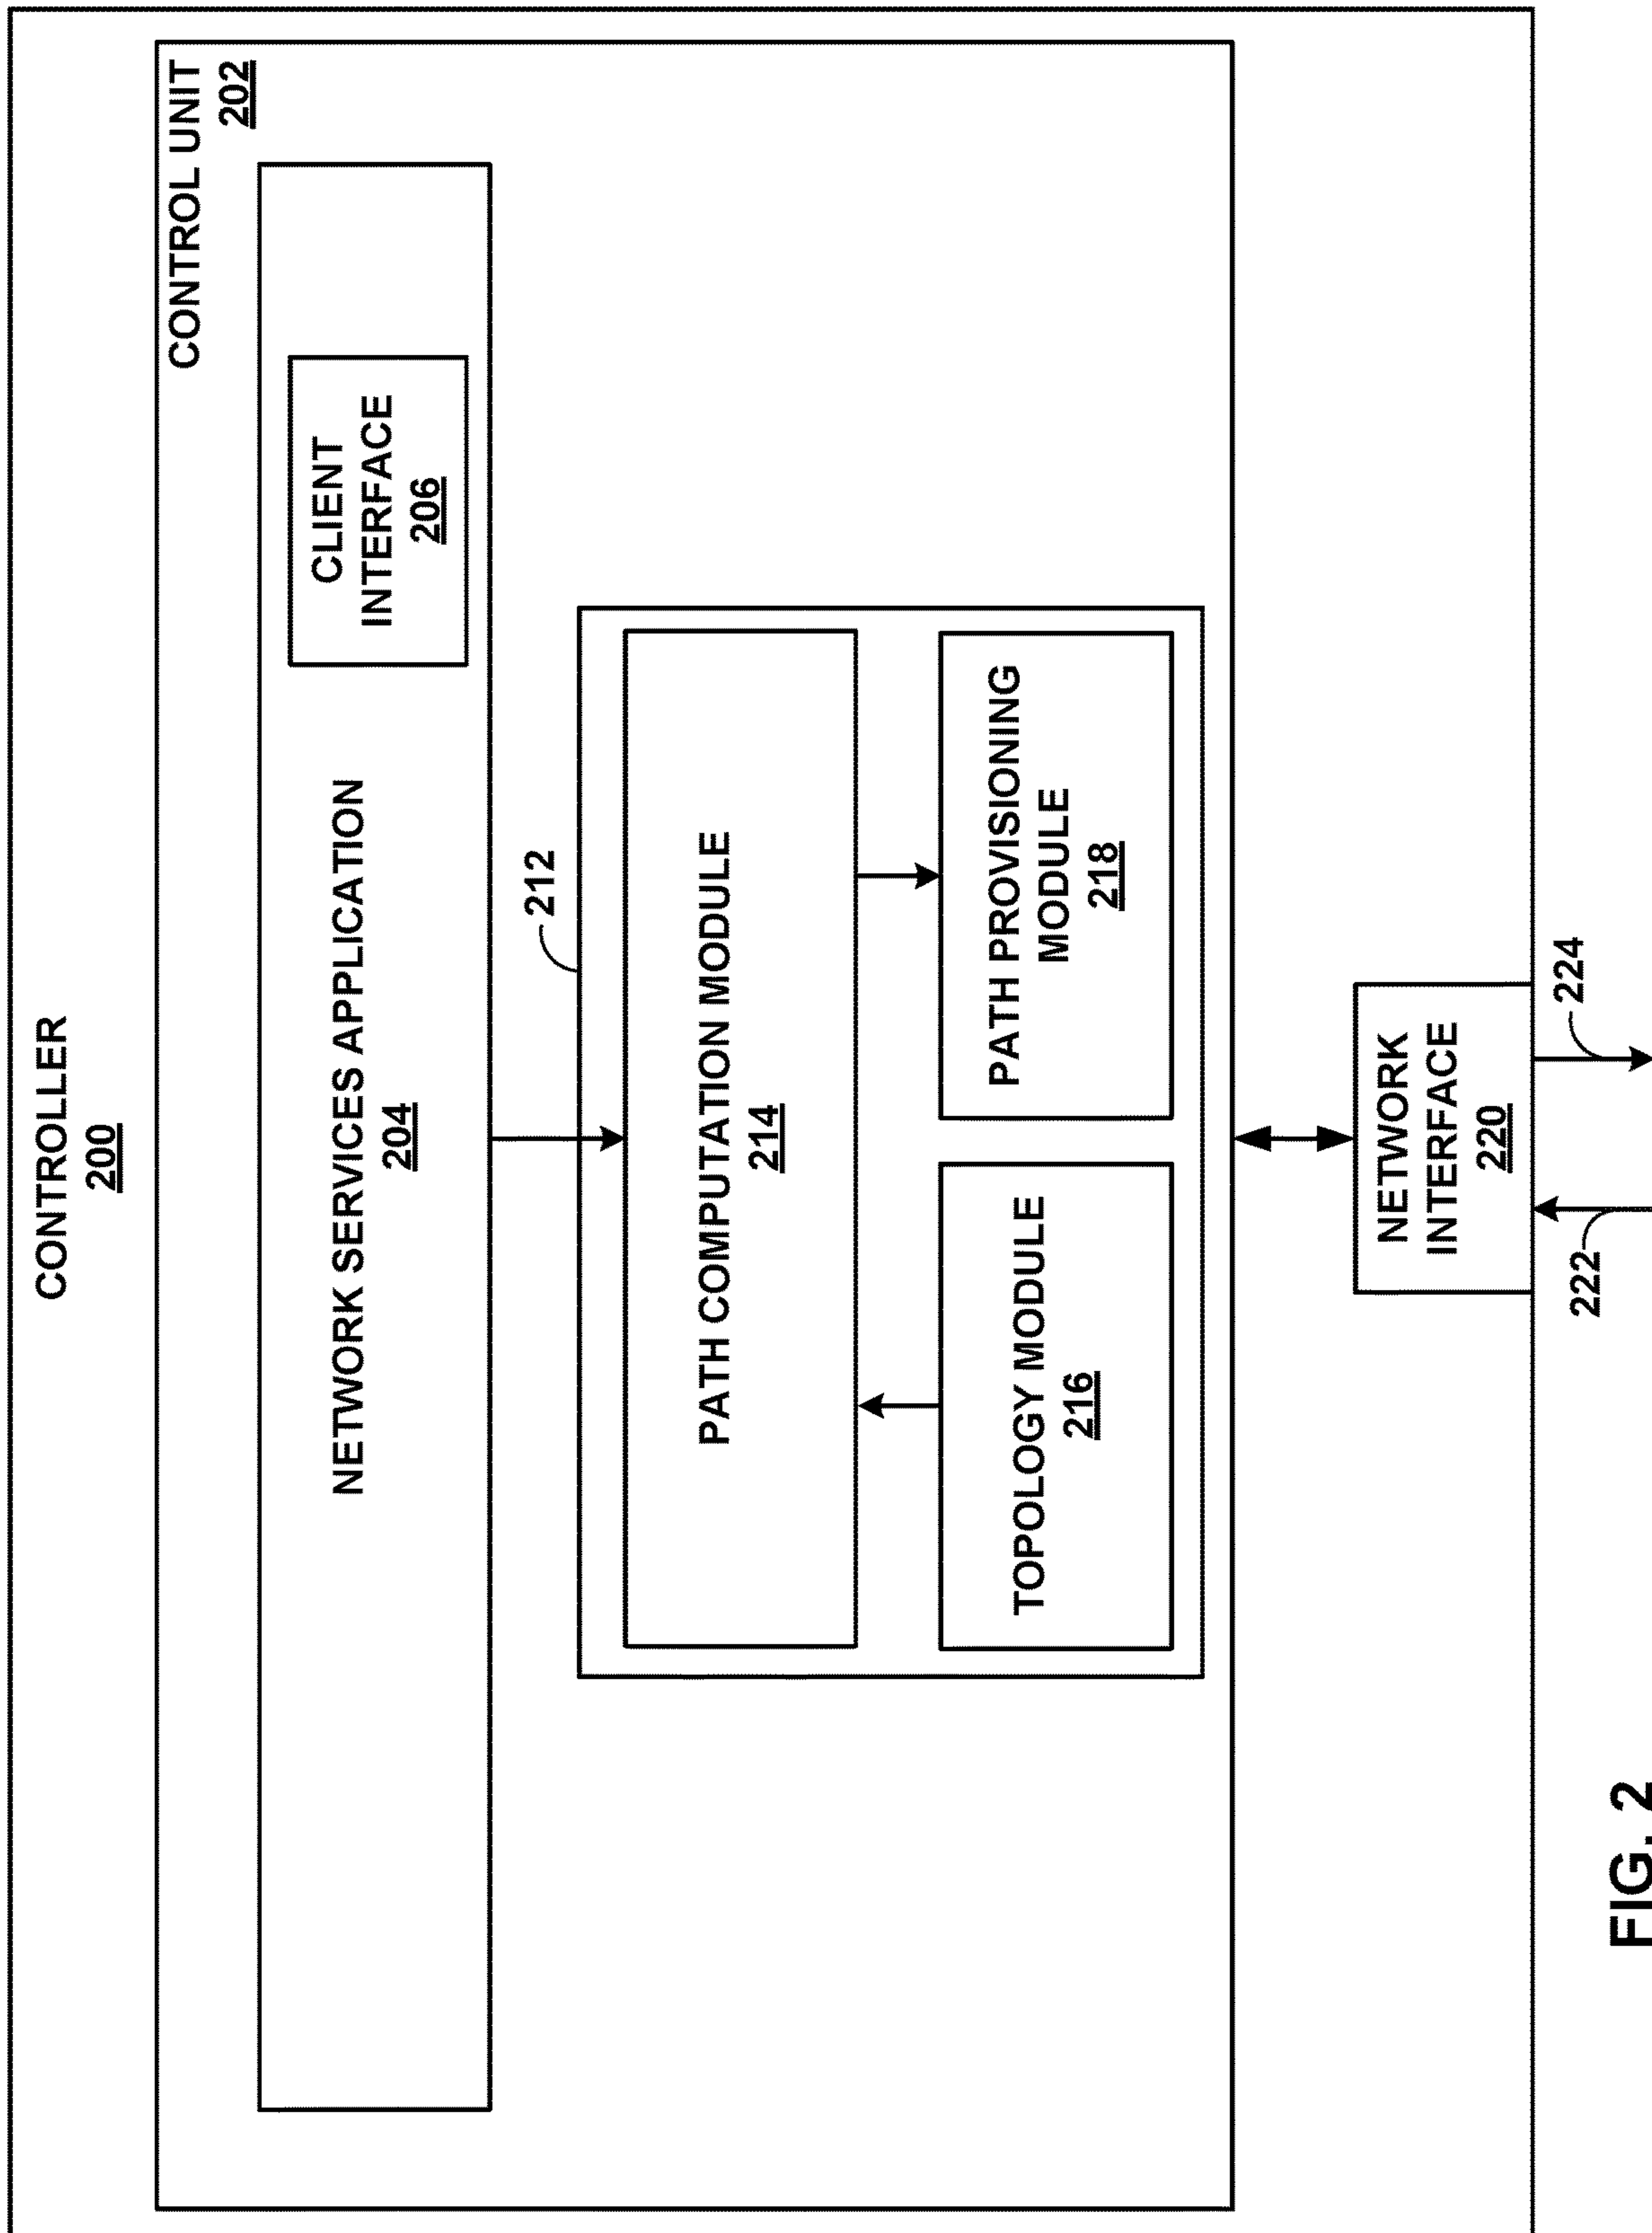 CONTROLLER
200
CONTROL UNIT
202
NETWORK SERVICES APPLICATION
204
CLIENT
INTERFACE
206
212
PATH COMPUTATION MODULE
214
TOPOLOGY MODULE
216
PATH PROVISIONING
MODULE
218
NETWORK
INTERFACE
220
222
224
FIG. 2